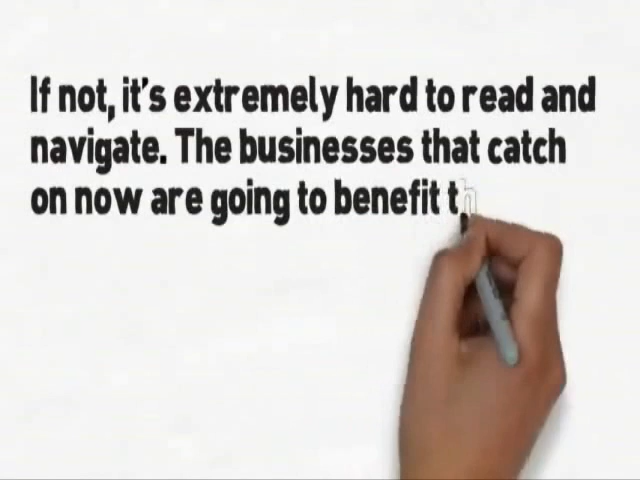 If not, it's extremely hard to read and
navigate. The businesses that catch
on now are going to benefit th